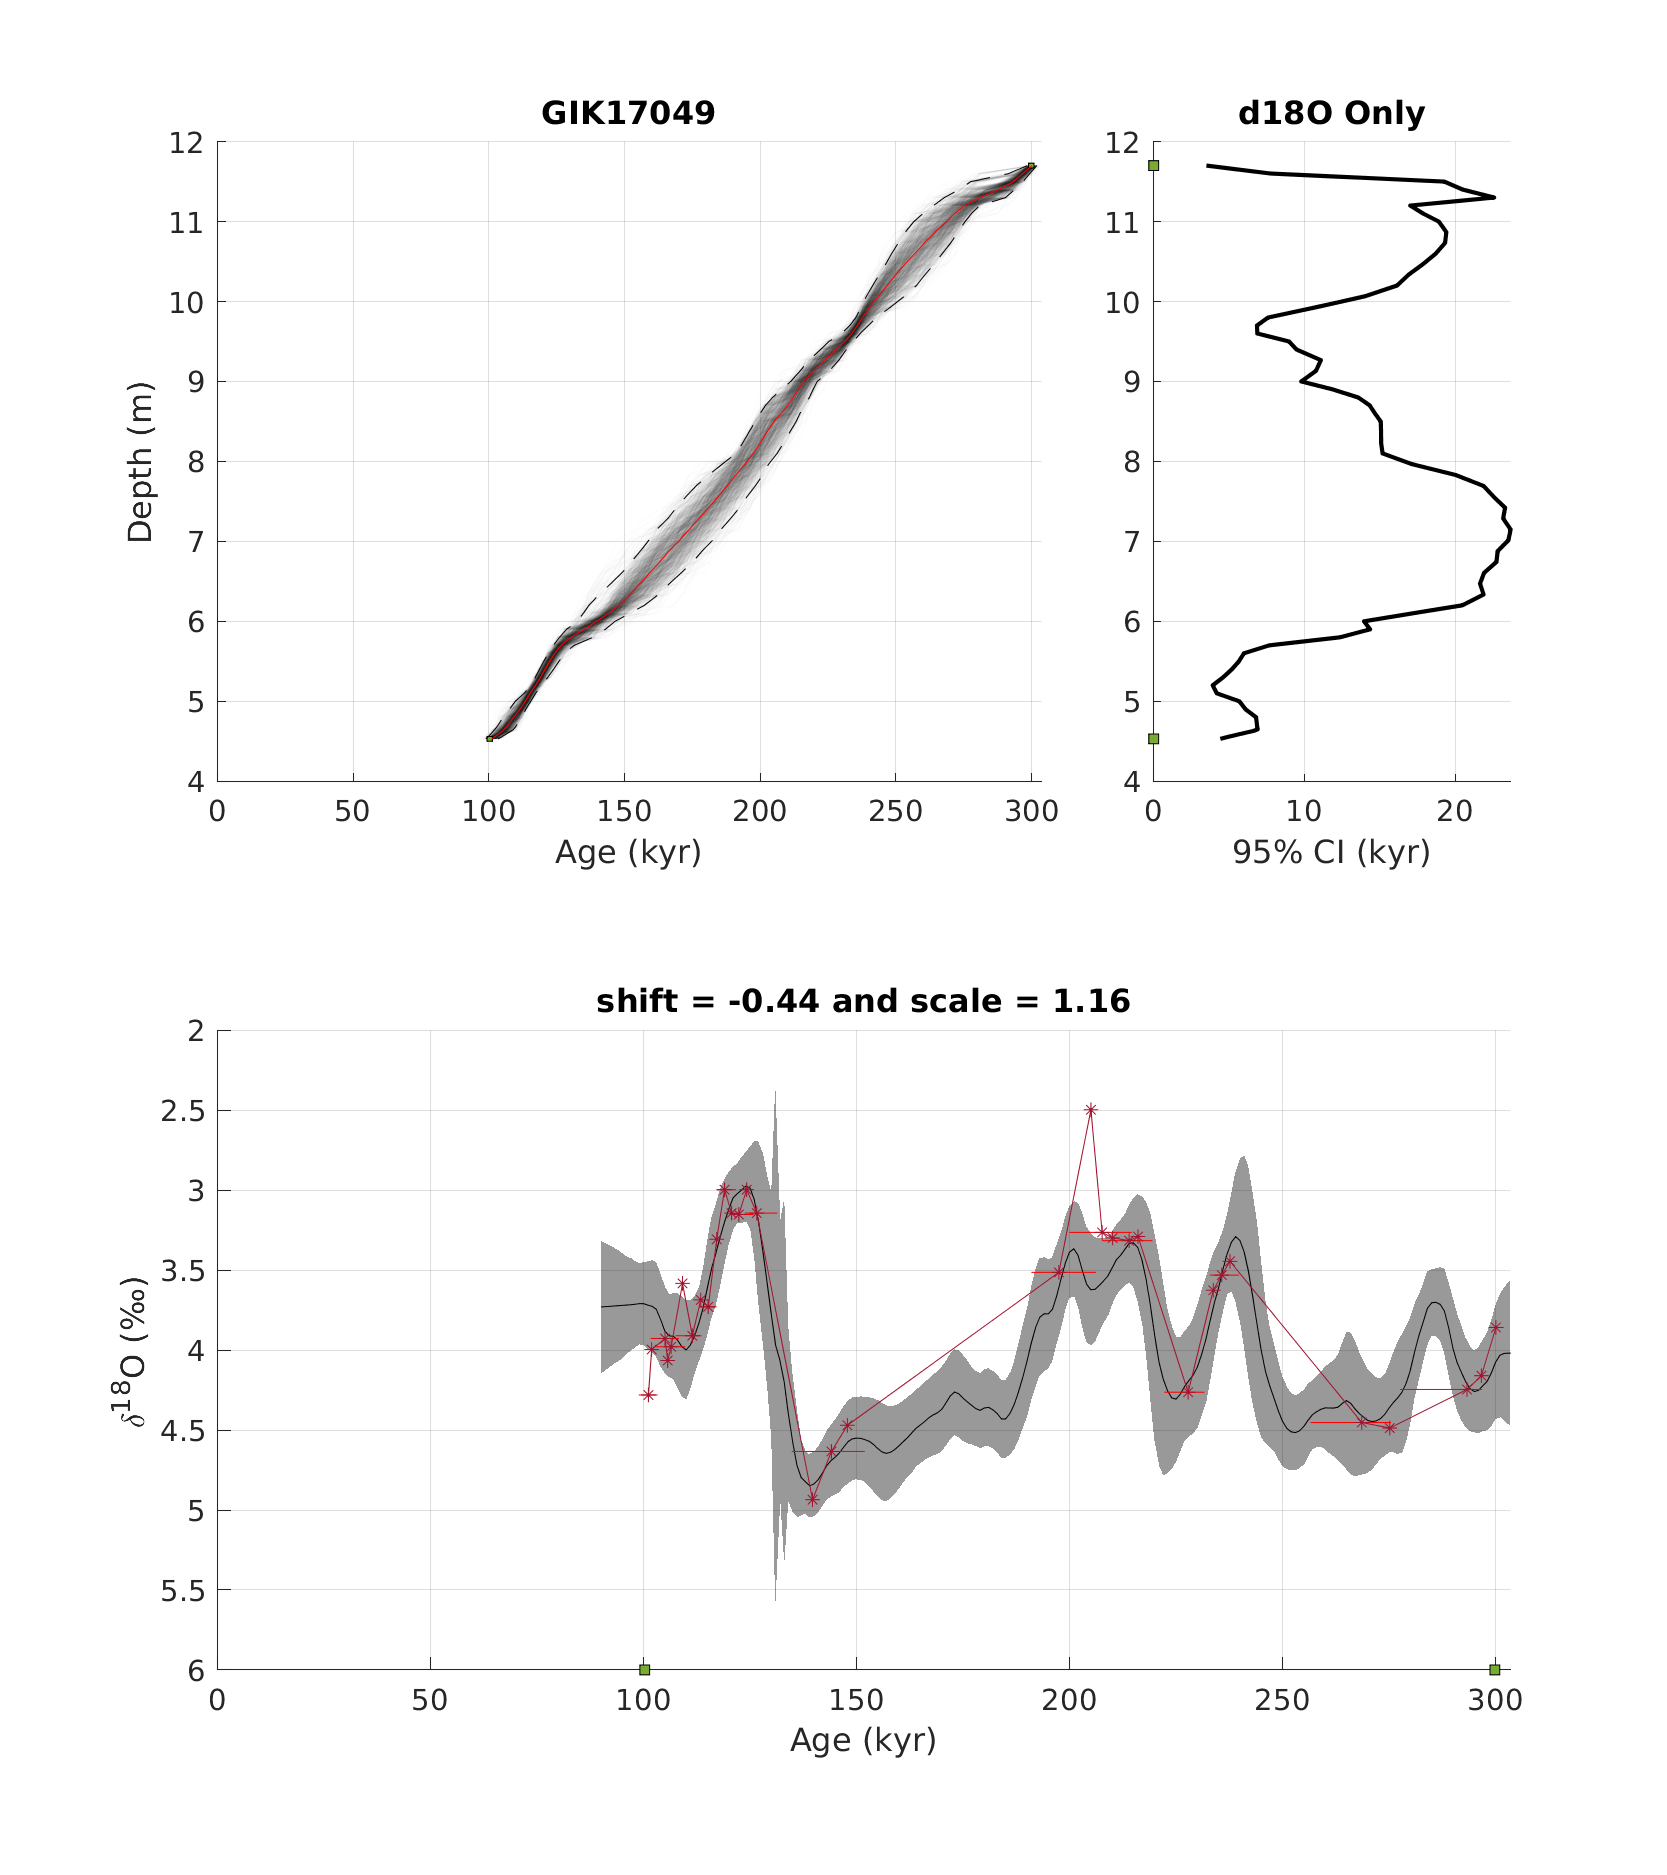 GIK17049
12
11
10
9
8
7
6
5
4
Depth (m)
0 50 100 150 200 250 300
Age (kyr)
d18O Only
12
11
10
9
8
7
6
5
4
0 10 20
95% CI (kyr)
shift = -0.44 and scale = 1.16
2
2.5
3
3.5
4
4.5
5
5.5
6
δ18O (‰)
0 50 100 150 200 250 300
Age (kyr)